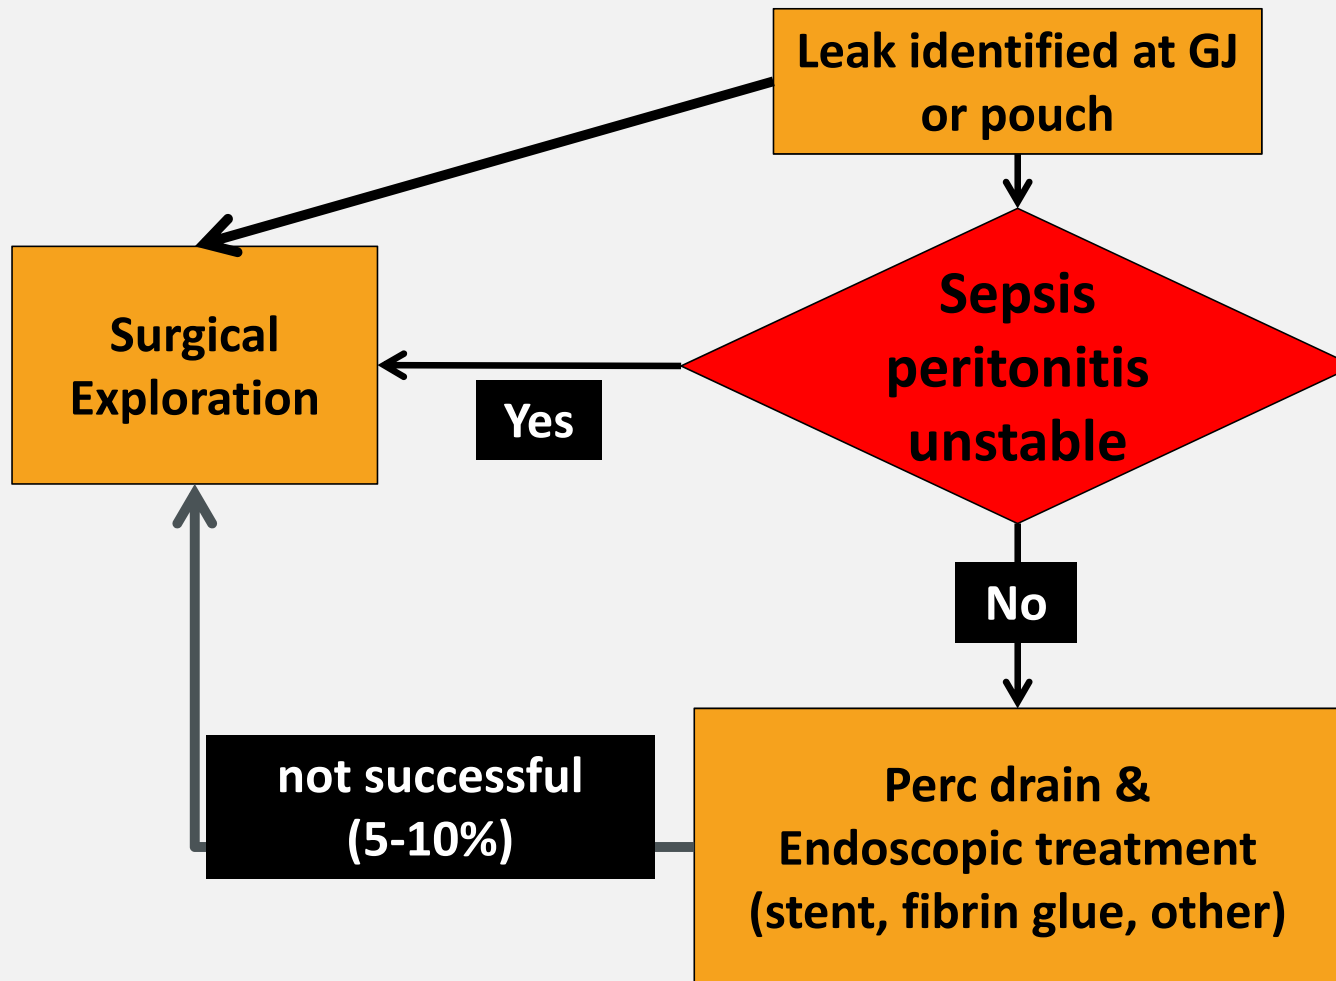 Leak identified at GJ
or pouch
Sepsis
peritonitis
unstable
Surgical
Exploration
Yes
No
not successful
(5-10%)
Perc drain &
Endoscopic treatment
(stent, fibrin glue, other)